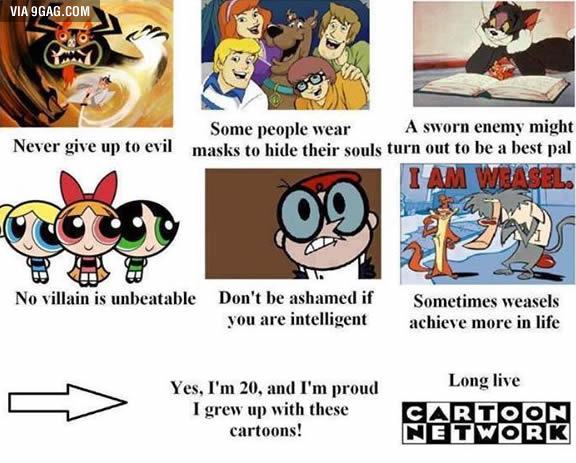 VIA 9GAG.COM
Never give up to evil
Some people wear
masks to hide their souls
A sworn enemy might
turn out to be a best pal
I AM WEASEL.
No villain is unbeatable
Don't be ashamed if
you are intelligent
Sometimes weasels
achieve more in life
Yes, I'm 20, and I'm proud
I grew up with these
cartoons!
Long live
CARTOON
NETWORK